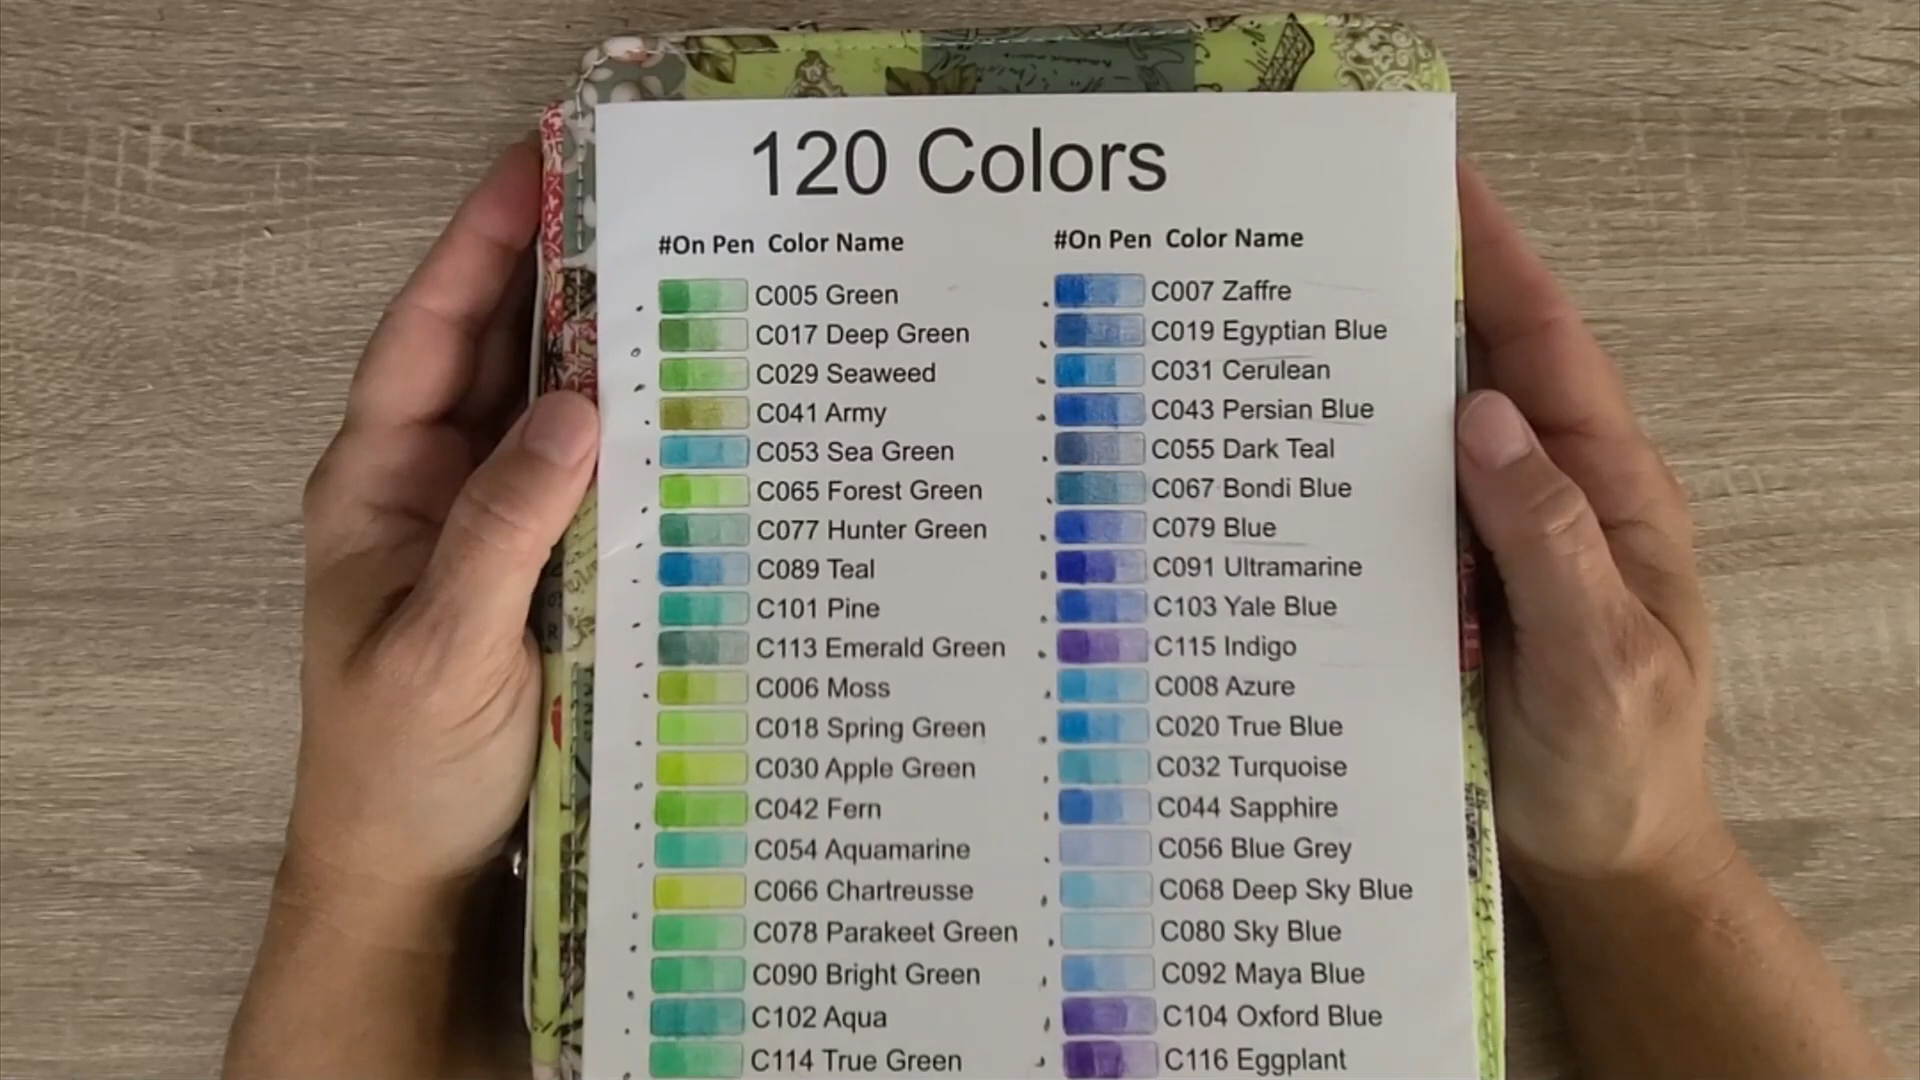 120 Colors
#On Pen Color Name
C005 Green
C017 Deep Green
C029 Seaweed
C041 Army
C053 Sea Green
C065 Forest Green
C077 Hunter Green
C089 Teal
C101 Pine
C113 Emerald Green
C006 Moss
C018 Spring Green
C030 Apple Green
C042 Fern
C054 Aquamarine
C066 Chartreusse
C078 Parakeet Green
C090 Bright Green
C102 Aqua
C114 True Green
#On Pen Color Name
C007 Zaffre
C019 Egyptian Blue
C031 Cerulean
C043 Persian Blue
C055 Dark Teal
C067 Bondi Blue
C079 Blue
C091 Ultramarine
C103 Yale Blue
C115 Indigo
C008 Azure
C020 True Blue
C032 Turquoise
C044 Sapphire
C056 Blue Grey
C068 Deep Sky Blue
C080 Sky Blue
C092 Maya Blue
C104 Oxford Blue
C116 Eggplant